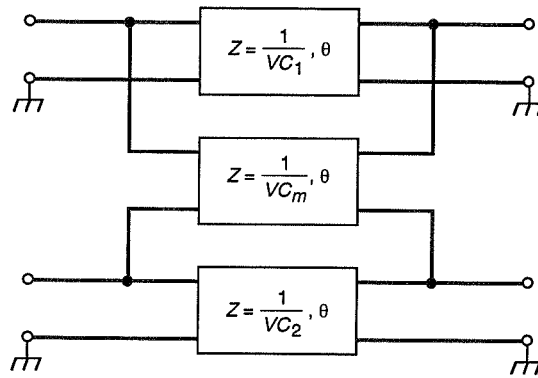 Z = 1/VC₁, θ
Z = 1/VCₘ, θ
Z = 1/VC₂, θ